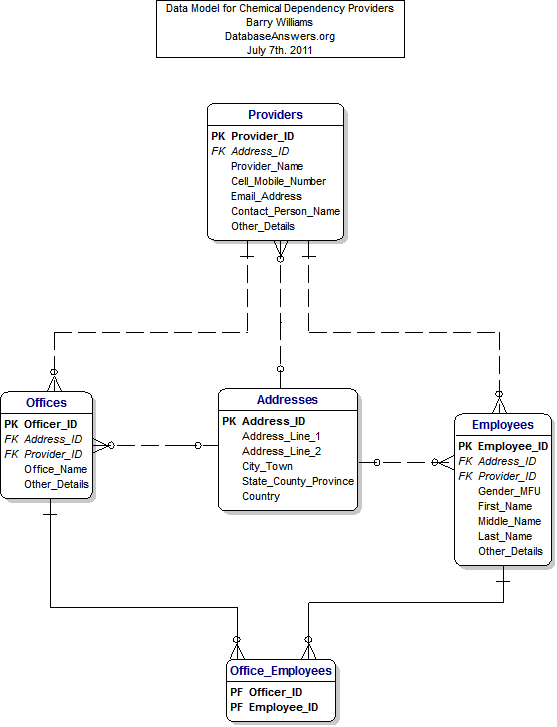 Data Model for Chemical Dependency Providers
Barry Williams
DatabaseAnswers.org
July 7th. 2011
Providers
PK Provider_ID
FK Address_ID
Provider_Name
Cell_Mobile_Number
Email_Address
Contact_Person_Name
Other_Details
Offices
PK Officer_ID
FK Address_ID
FK Provider_ID
Office_Name
Other_Details
Addresses
PK Address_ID
Address_Line_1
Address_Line_2
City_Town
State_County_Province
Country
Employees
PK Employee_ID
FK Address_ID
FK Provider_ID
Gender_MFU
First_Name
Middle_Name
Last_Name
Other_Details
Office_Employees
PF Officer_ID
PF Employee_ID